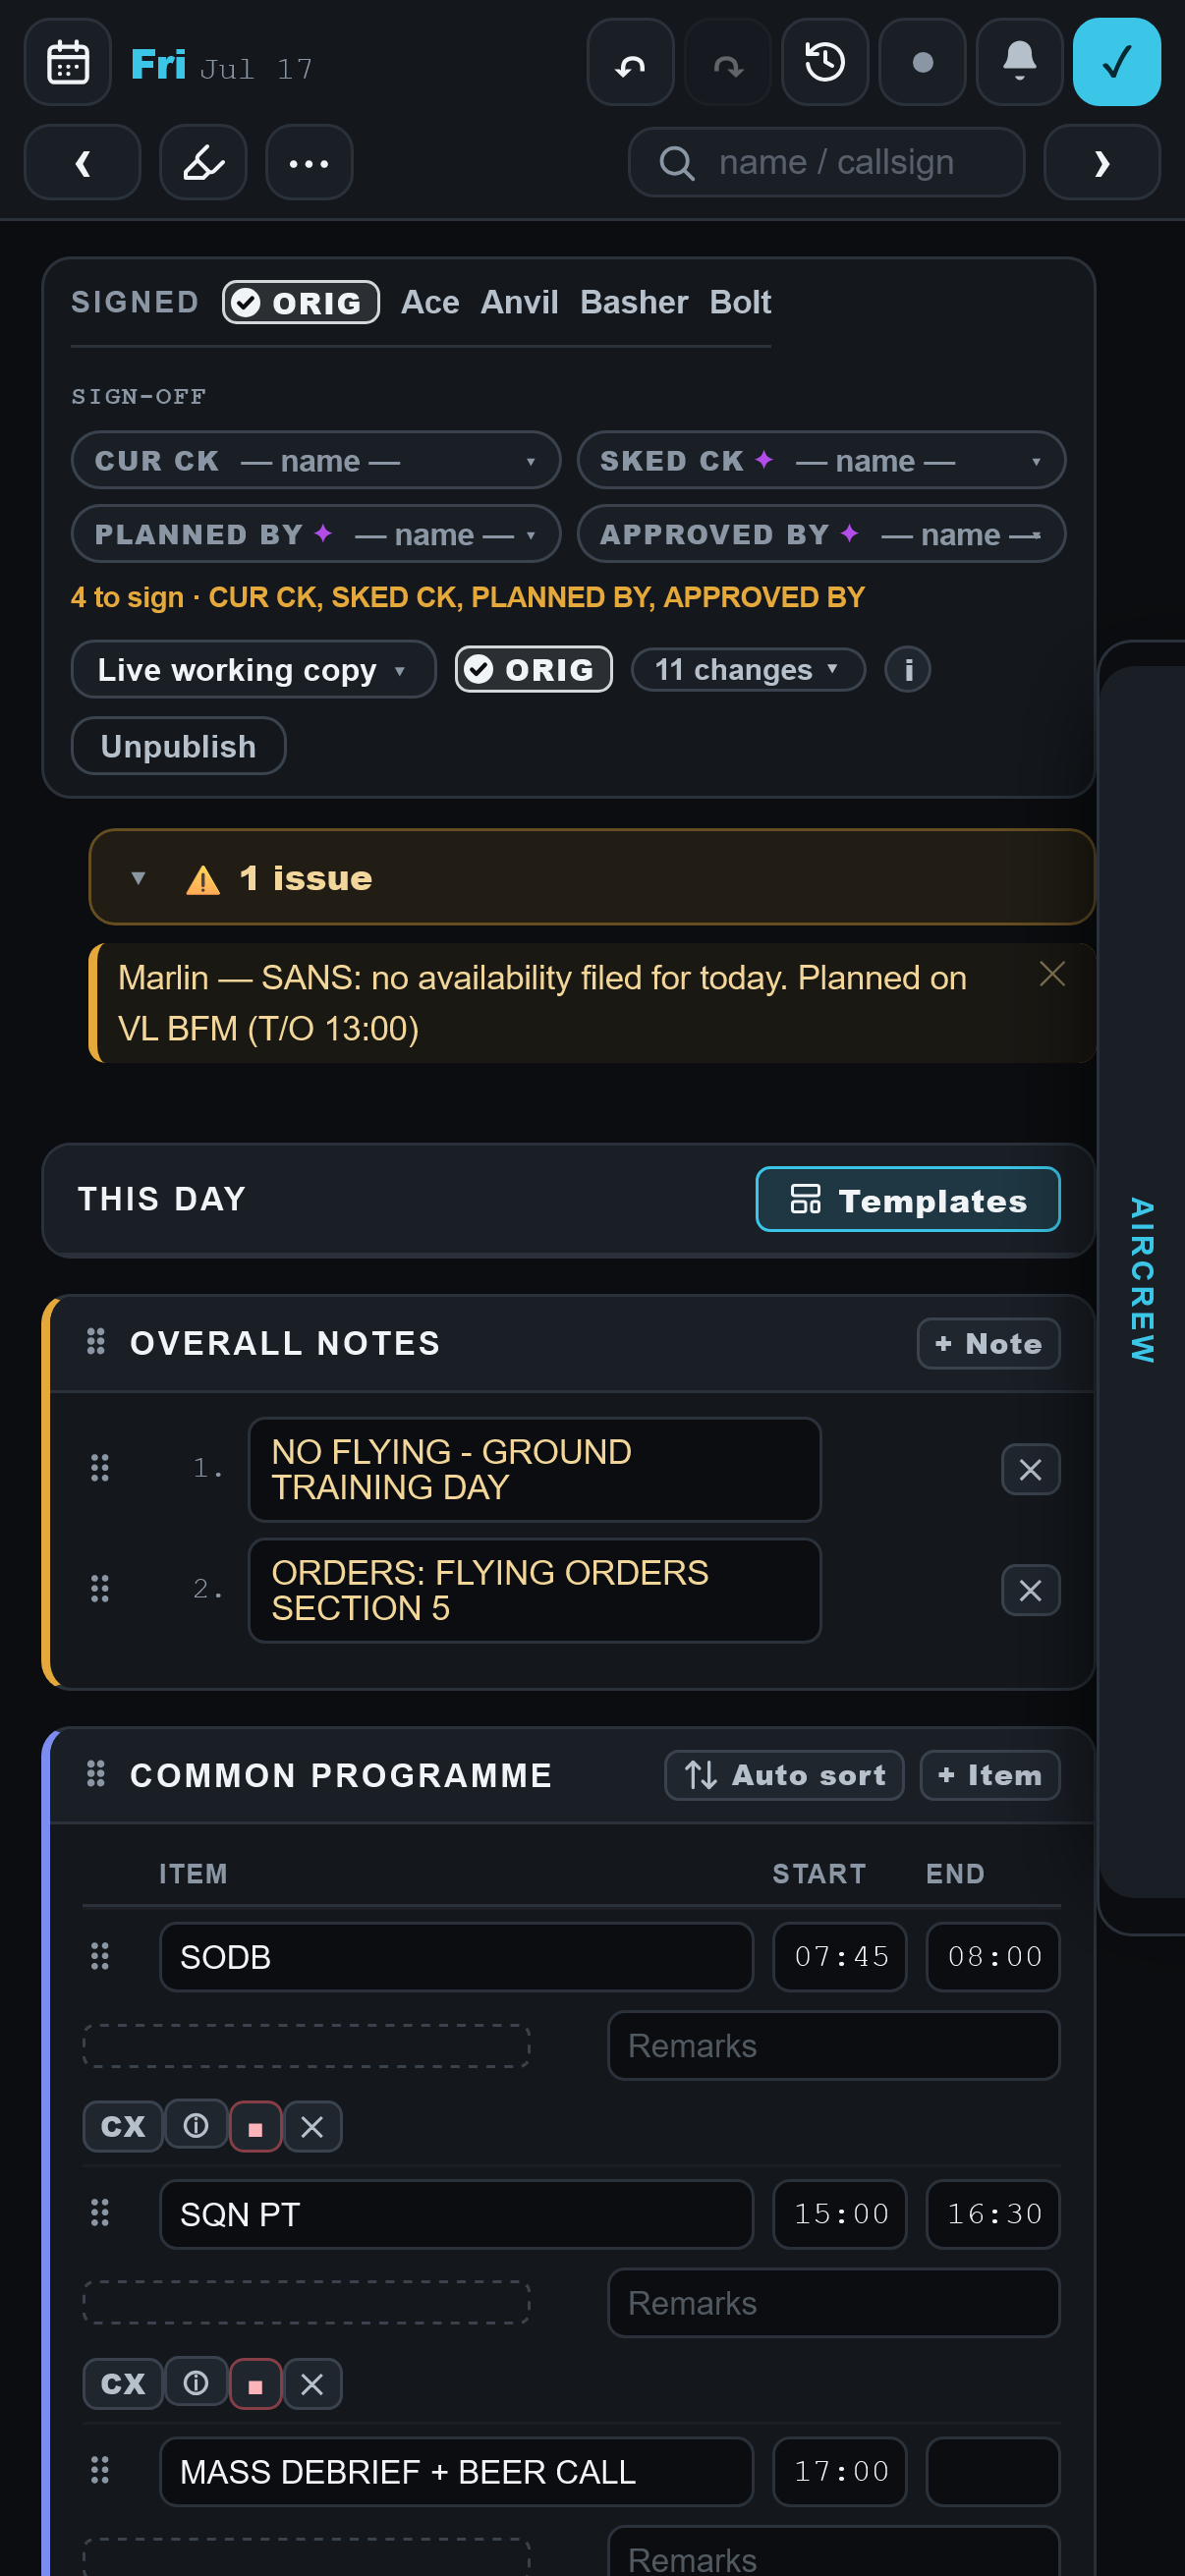 Fri Jul 17
name / callsign
SIGNED ORIG Ace Anvil Basher Bolt
SIGN-OFF
CUR CK — name —
SKED CK — name —
PLANNED BY — name —
APPROVED BY — name —
4 to sign · CUR CK, SKED CK, PLANNED BY, APPROVED BY
Live working copy ORIG 11 changes i
Unpublish
1 issue
Marlin — SANS: no availability filed for today. Planned on
VL BFM (T/O 13:00)
AIRCREW
THIS DAY Templates
OVERALL NOTES + Note
1. NO FLYING - GROUND
TRAINING DAY
2. ORDERS: FLYING ORDERS
SECTION 5
COMMON PROGRAMME Auto sort + Item
ITEM START END
SODB 07:45 08:00
Remarks
CX
SQN PT 15:00 16:30
Remarks
CX
MASS DEBRIEF + BEER CALL 17:00
Remarks